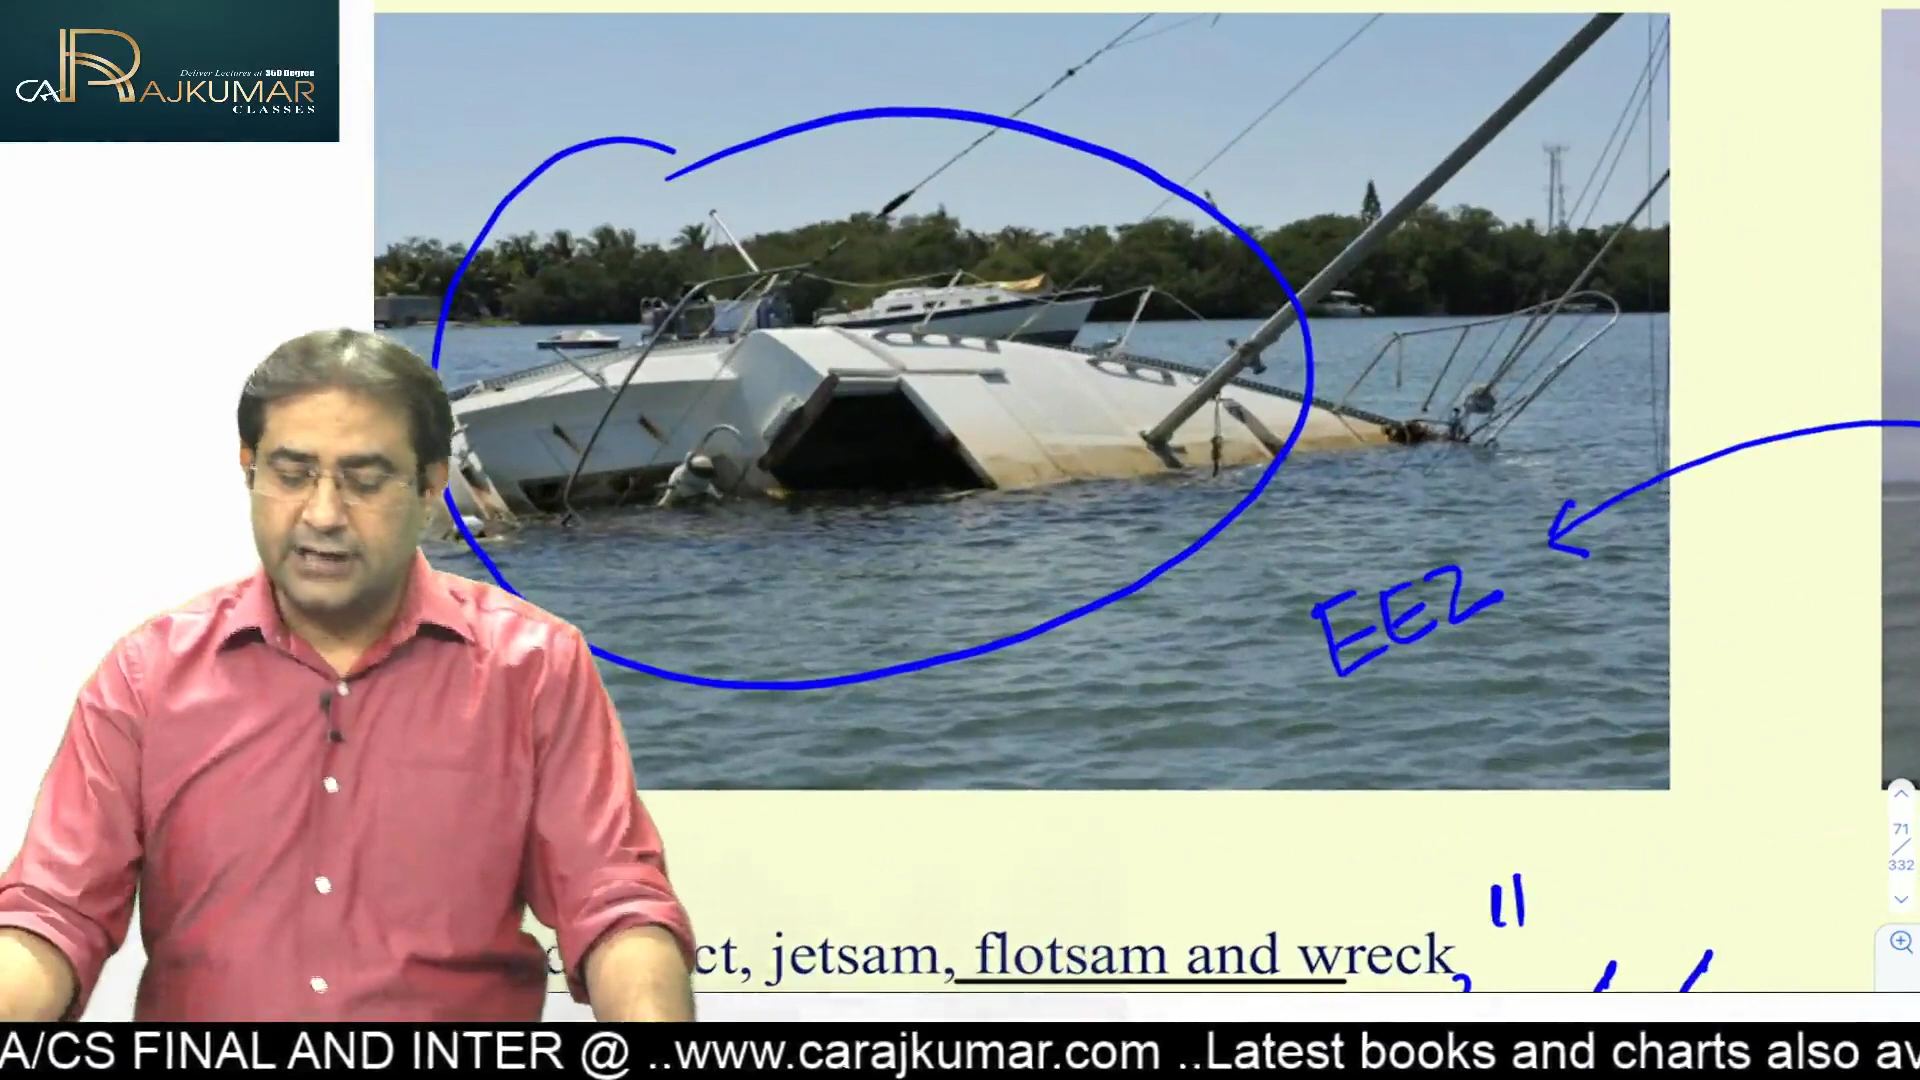 Deliver Lectures at 360 Degree
CA RAJKUMAR
CLASSES
EEZ
71
/
332
ct, jetsam, flotsam and wreck
A/CS FINAL AND INTER @ ..www.carajkumar.com ..Latest books and charts also av